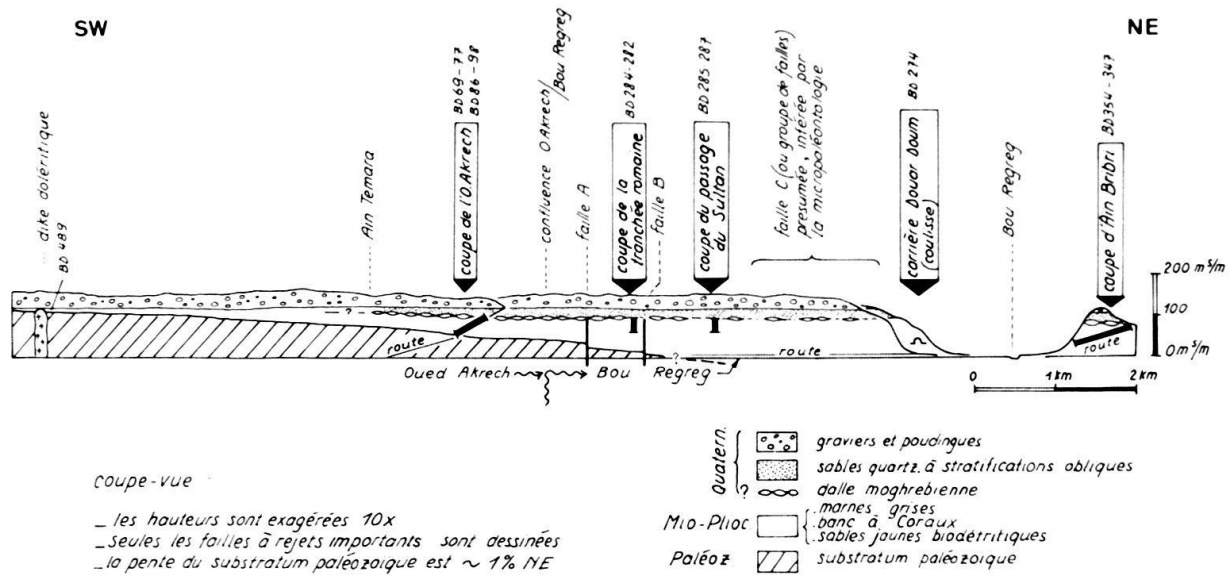 SW
NE
dike doléritique
BD 489
Ain Temara
BD 69-77
BD 86-98
coupe de l'O.Akrech
confluence O.Akrech/
Bou Regreg
faille A
BD 284-282
coupe de la
tranchée romaine
faille B
BD 285-287
coupe du passage
du Sultan
faille C (ou groupe de failles)
presumée, inférée par
la micropaléontologie
BD 274
carrière Douar Doum
(coulisse)
Bou Regreg
BD 354-347
coupe d'Ain Bribri
200 m s/m
100
0 m s/m
?
route
?
route
route
Oued Akrech
Bou Regreg
0 1 km 2 km
coupe-vue
_ les hauteurs sont exagérées 10x
_ seules les failles à rejets importants sont dessinées
_ la pente du substratum paléozoique est ~ 1% NE
Quatern.
graviers et poudingues
sables quartz. à stratifications obliques
? dalle moghrebienne
Mio-Plioc
. marnes grises
. banc à Coraux
. sables jaunes biodétritiques
Paléoz substratum paléozoique